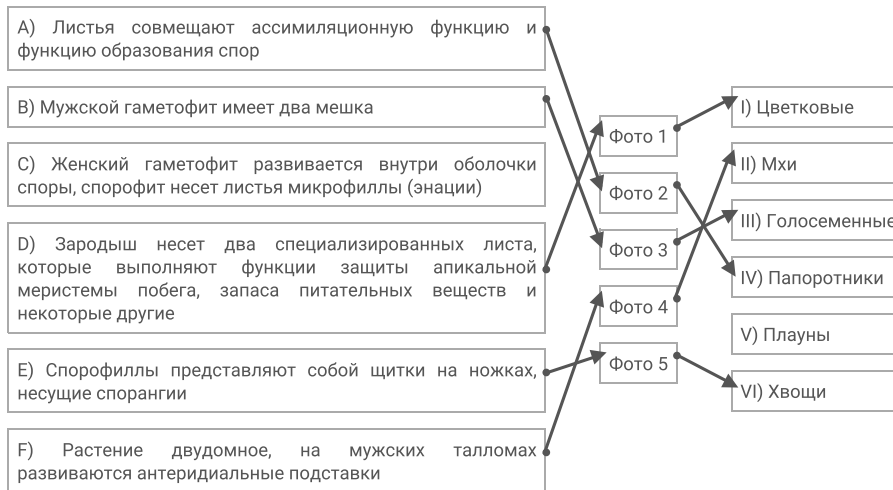 A) Листья совмещают ассимиляционную функцию и
функцию образования спор
B) Мужской гаметофит имеет два мешка
C) Женский гаметофит развивается внутри оболочки
споры, спорофит несет листья микрофиллы (энации)
D) Зародыш несет два специализированных листа,
которые выполняют функции защиты апикальной
меристемы побега, запаса питательных веществ и
некоторые другие
E) Спорофиллы представляют собой щитки на ножках,
несущие спорангии
F) Растение двудомное, на мужских талломах
развиваются антеридиальные подставки
Фото 1
Фото 2
Фото 3
Фото 4
Фото 5
I) Цветковые
II) Мхи
III) Голосеменные
IV) Папоротники
V) Плауны
VI) Хвощи